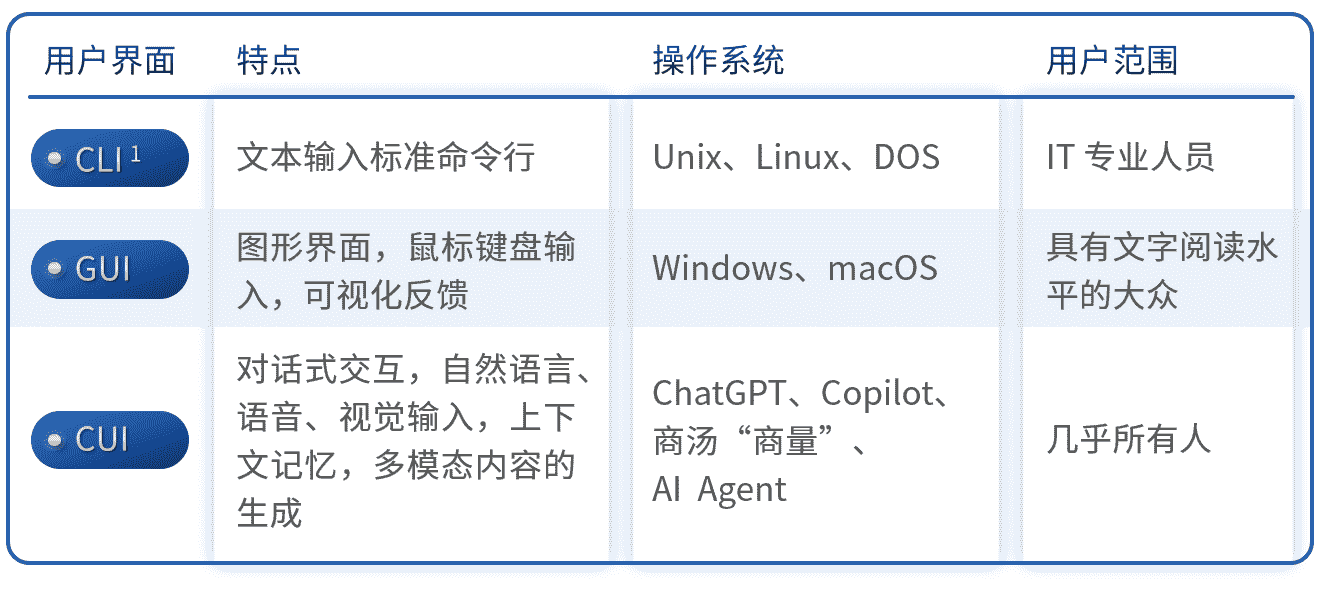 用户界面 特点 操作系统 用户范围
CLI 1 文本输入标准命令行 Unix、Linux、DOS IT 专业人员
GUI
图形界面，鼠标键盘输
入，可视化反馈
Windows、macOS
具有文字阅读水
平的大众
CUI
对话式交互，自然语言、
语音、视觉输入，上下
文记忆，多模态内容的
生成
ChatGPT、Copilot、
商汤“商量”、
AI Agent
几乎所有人